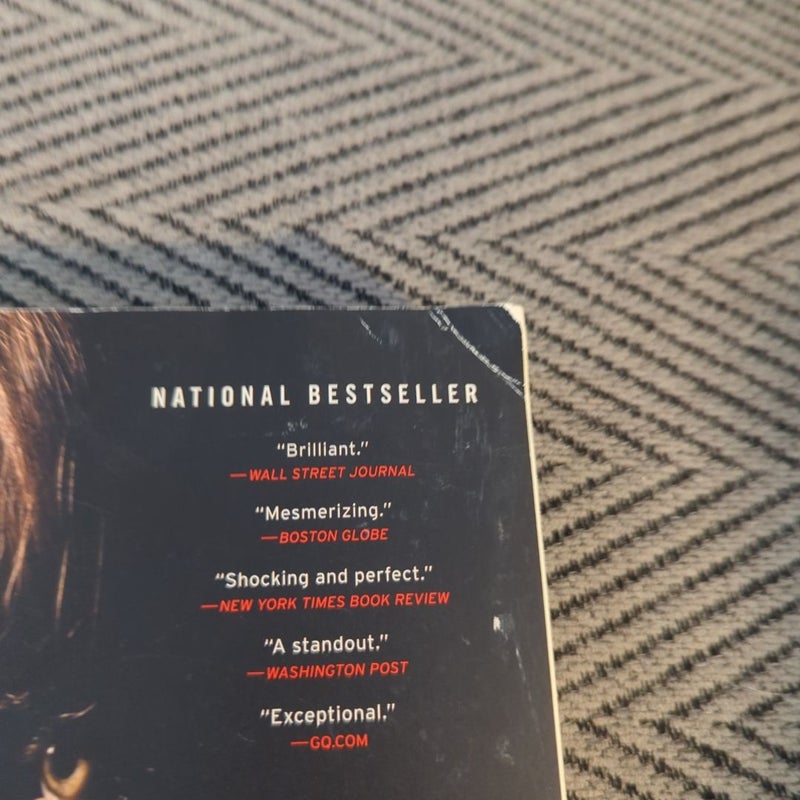 NATIONAL BESTSELLER
“Brilliant.”
—WALL STREET JOURNAL
“Mesmerizing.”
—BOSTON GLOBE
“Shocking and perfect.”
—NEW YORK TIMES BOOK REVIEW
“A standout.”
—WASHINGTON POST
“Exceptional.”
—GQ.COM